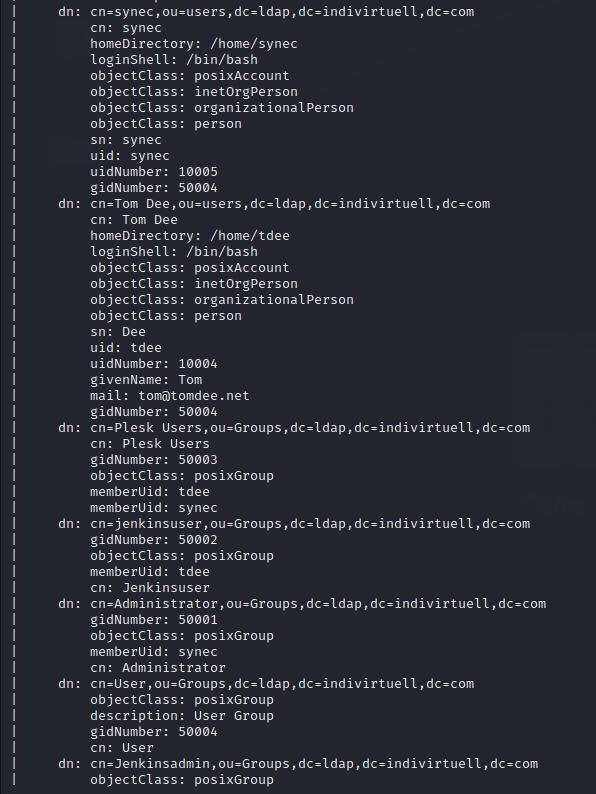 | dn: cn=synec,ou=users,dc=ldap,dc=indivirtuell,dc=com
| cn: synec
| homeDirectory: /home/synec
| loginShell: /bin/bash
| objectClass: posixAccount
| objectClass: inetOrgPerson
| objectClass: organizationalPerson
| objectClass: person
| sn: synec
| uid: synec
| uidNumber: 10005
| gidNumber: 50004
| dn: cn=Tom Dee,ou=users,dc=ldap,dc=indivirtuell,dc=com
| cn: Tom Dee
| homeDirectory: /home/tdee
| loginShell: /bin/bash
| objectClass: posixAccount
| objectClass: inetOrgPerson
| objectClass: organizationalPerson
| objectClass: person
| sn: Dee
| uid: tdee
| uidNumber: 10004
| givenName: Tom
| mail: tom@tomdee.net
| gidNumber: 50004
| dn: cn=Plesk Users,ou=Groups,dc=ldap,dc=indivirtuell,dc=com
| cn: Plesk Users
| gidNumber: 50003
| objectClass: posixGroup
| memberUid: tdee
| memberUid: synec
| dn: cn=jenkinsuser,ou=Groups,dc=ldap,dc=indivirtuell,dc=com
| gidNumber: 50002
| objectClass: posixGroup
| memberUid: tdee
| cn: Jenkinsuser
| dn: cn=Administrator,ou=Groups,dc=ldap,dc=indivirtuell,dc=com
| gidNumber: 50001
| objectClass: posixGroup
| memberUid: synec
| cn: Administrator
| dn: cn=User,ou=Groups,dc=ldap,dc=indivirtuell,dc=com
| objectClass: posixGroup
| description: User Group
| gidNumber: 50004
| cn: User
| dn: cn=Jenkinsadmin,ou=Groups,dc=ldap,dc=indivirtuell,dc=com
| objectClass: posixGroup